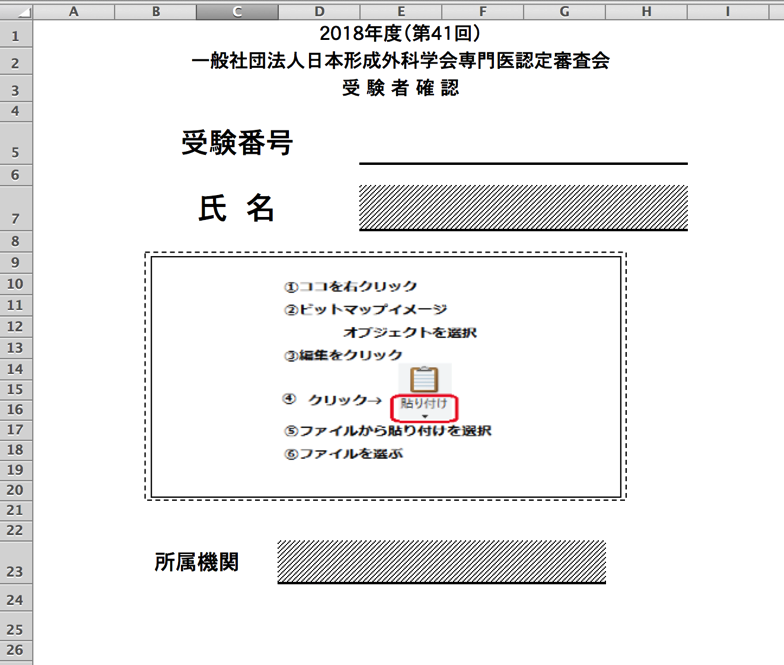 A B C D E F G H I
1 2018年度（第41回）
2 一般社団法人日本形成外科学会専門医認定審査会
3 受 験 者 確 認
4
5 受験番号
6
7 氏 名
8
9
10 ①ココを右クリック
11 ②ビットマップイメージ
12 オブジェクトを選択
13 ③編集をクリック
14
15
16 ④ クリック→ 貼り付け
17 ⑤ファイルから貼り付けを選択
18 ⑥ファイルを選ぶ
19
20
21
22
23 所属機関
24
25
26